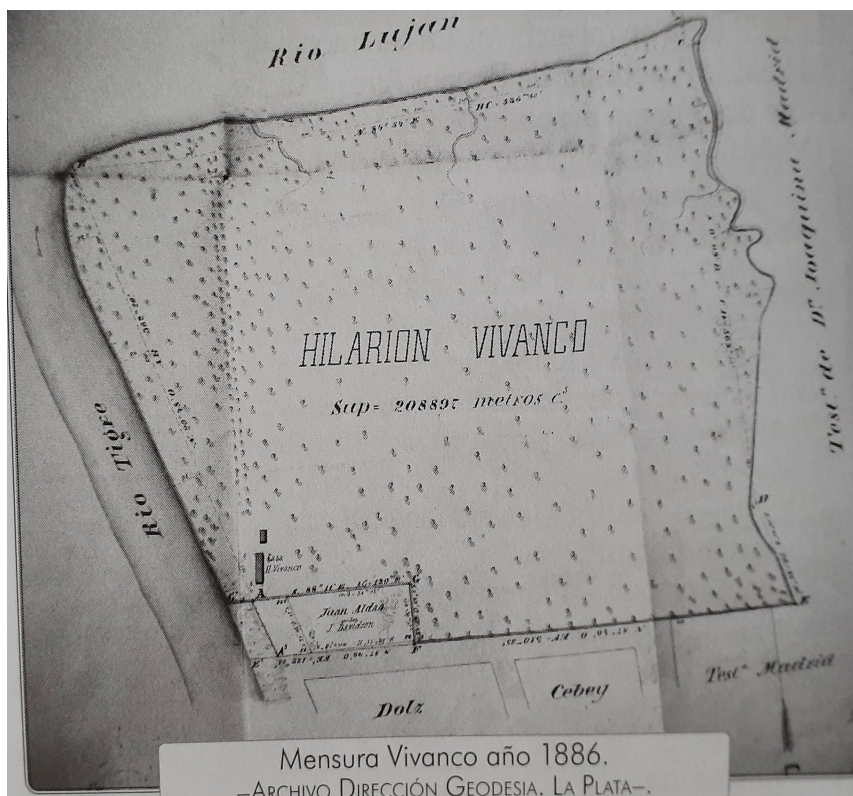 Rio Lujan
Rio Tigre
HILARION VIVANCO
Sup= 208897 metros c.s
Test.a de D.a Joaquina Madrid
Casa
H. Vivanco
Juan Aldao
J. Davidson
Dolz
Cebey
Test.a Madrid
Mensura Vivanco año 1886.
–ARCHIVO DIRECCIÓN GEODESIA. LA PLATA–.